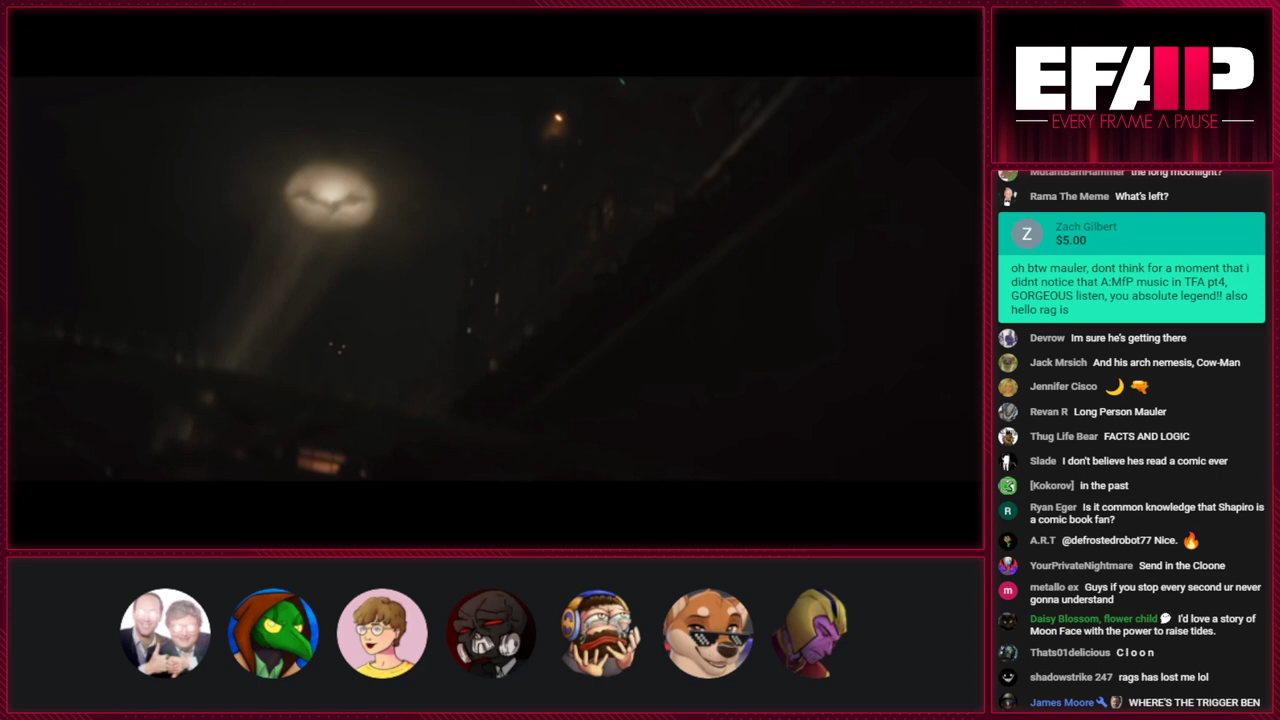 EFAP
EVERY FRAME A PAUSE
MutantBamHammer the long moonlight?
Rama The Meme What's left?
Z
Zach Gilbert
$5.00
oh btw mauler, dont think for a moment that i
didnt notice that A:MfP music in TFA pt4,
GORGEOUS listen, you absolute legend!! also
hello rag is
Devrow Im sure he's getting there
Jack Mrsich And his arch nemesis, Cow-Man
Jennifer Cisco 🌙 🔫
Revan R Long Person Mauler
Thug Life Bear FACTS AND LOGIC
Slade I don't believe hes read a comic ever
[Kokorov] in the past
R
Ryan Eger Is it common knowledge that Shapiro is
a comic book fan?
A.R.T @defrostedrobot77 Nice. 🔥
YourPrivateNightmare Send in the Cloone
m
metallo ex Guys if you stop every second ur never
gonna understand
Daisy Blossom, flower child I'd love a story of
Moon Face with the power to raise tides.
Thats01delicious C l o o n
shadowstrike 247 rags has lost me lol
James Moore WHERE'S THE TRIGGER BEN